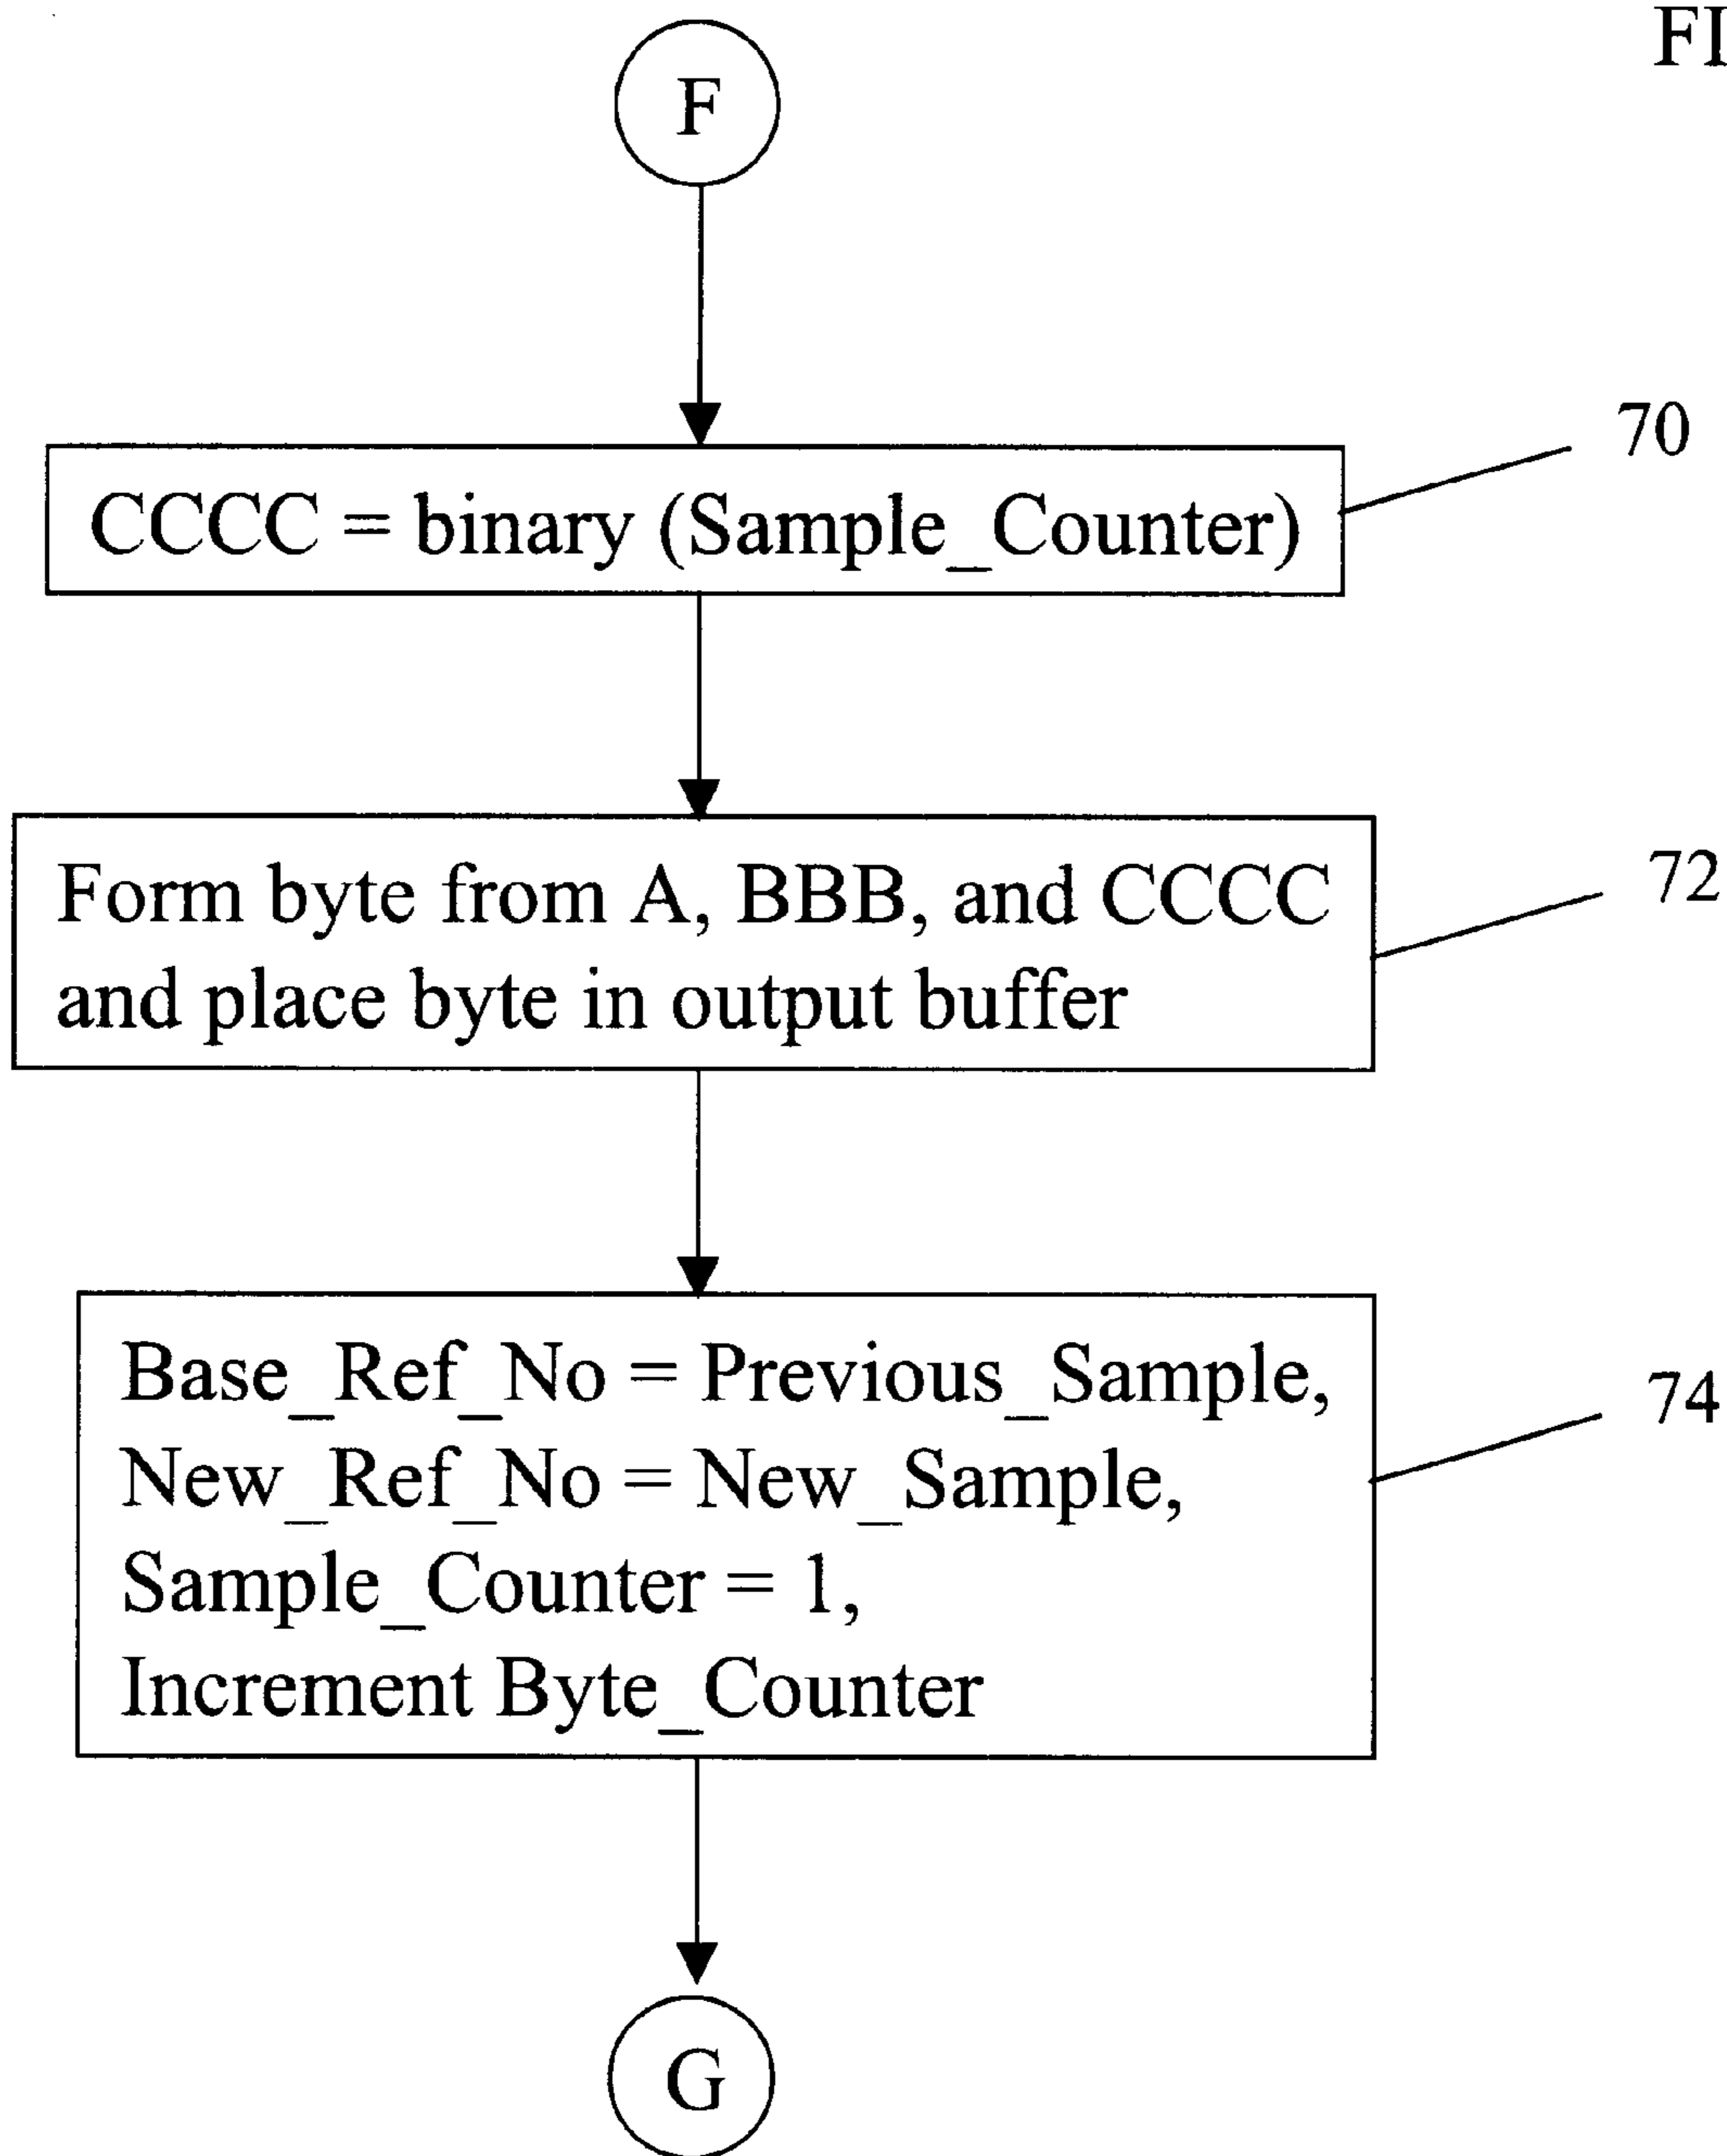 FI
F
70
CCCC = binary (Sample_Counter)
72
Form byte from A, BBB, and CCCC
and place byte in output buffer
74
Base_Ref_No = Previous_Sample,
New_Ref_No = New_Sample,
Sample_Counter = 1,
Increment Byte_Counter
G